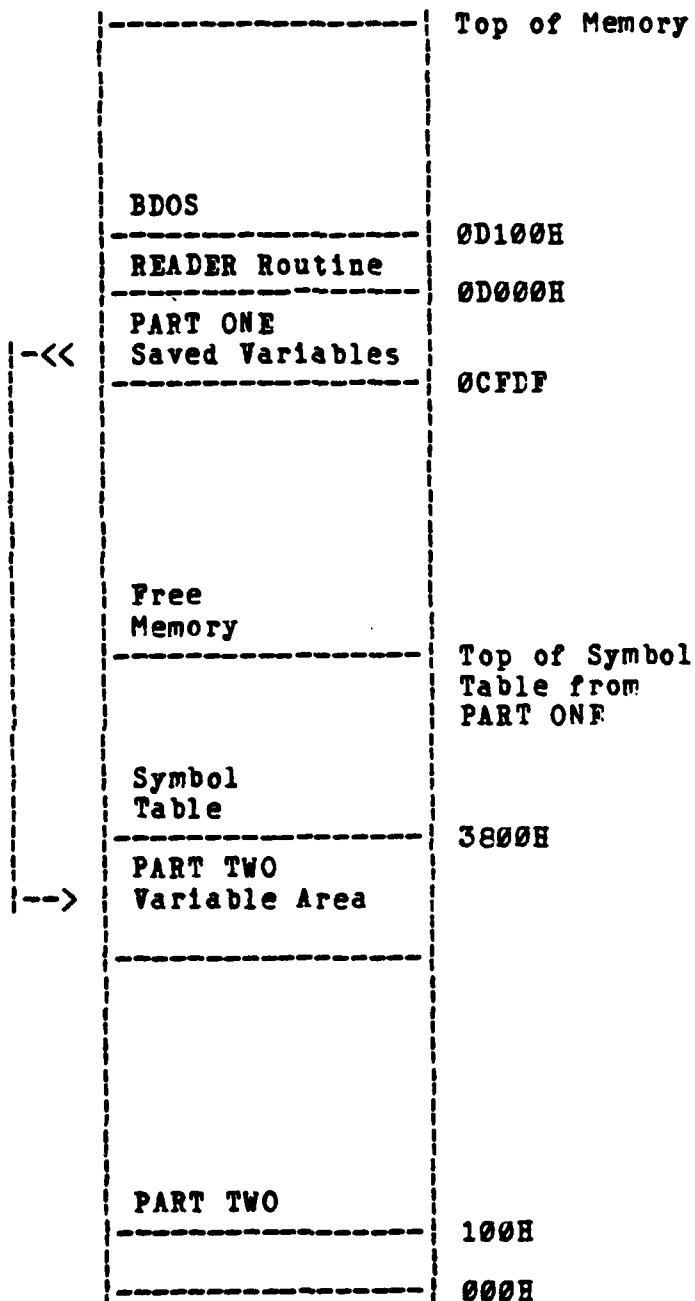 Top of Memory
BDOS
0D100H
READER Routine
0D000H
PART ONE
-<< Saved Variables
0CFDF
Free
Memory
Top of Symbol
Table from
PART ONE
Symbol
Table
3800H
PART TWO
--> Variable Area
PART TWO
100H
000H